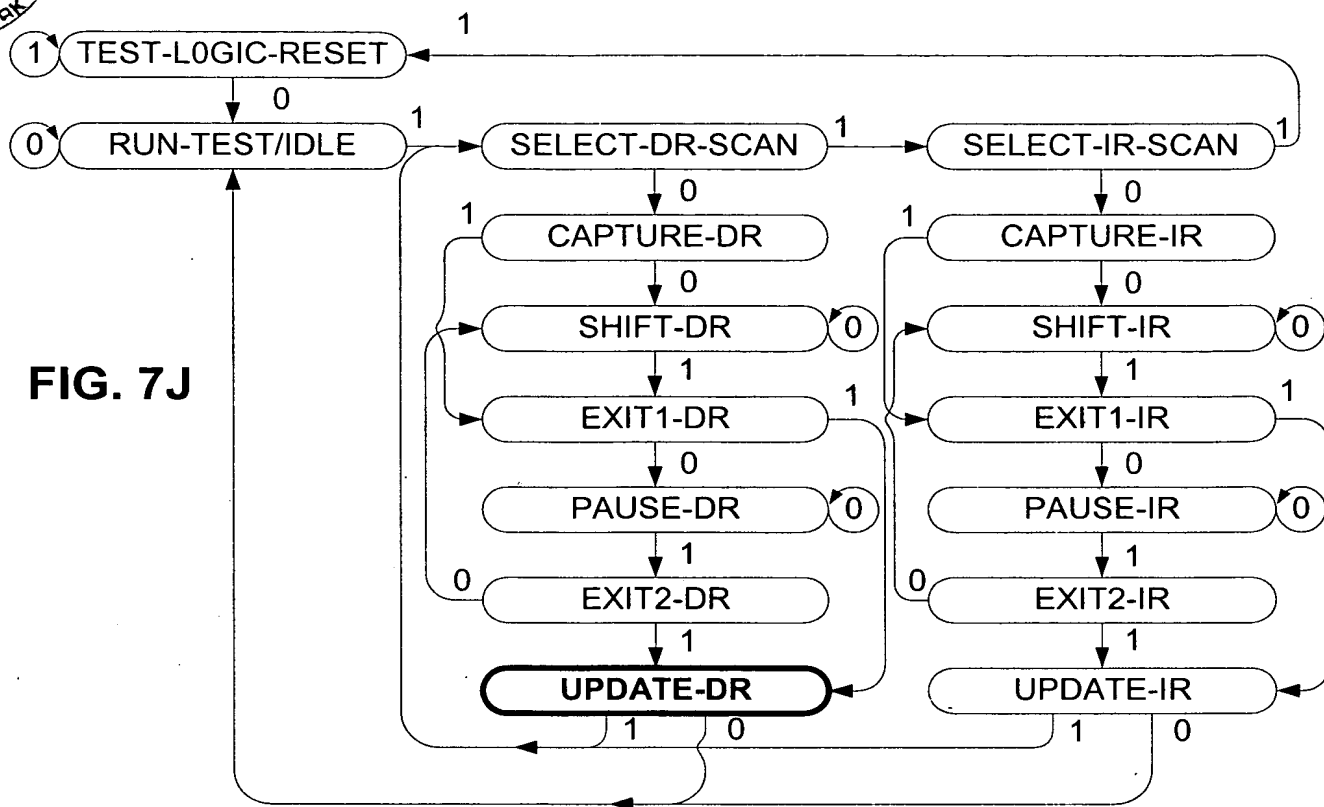 1
1 TEST-L0GIC-RESET
0
1
0 RUN-TEST/IDLE
SELECT-DR-SCAN
1
SELECT-IR-SCAN
1
0
0
1
CAPTURE-DR
1
CAPTURE-IR
0
0
SHIFT-DR
0
SHIFT-IR
0
FIG. 7J
1
1
EXIT1-DR
1
EXIT1-IR
1
0
0
PAUSE-DR
0
PAUSE-IR
0
1
1
0
EXIT2-DR
0
EXIT2-IR
1
1
UPDATE-DR
UPDATE-IR
1
0
1
0